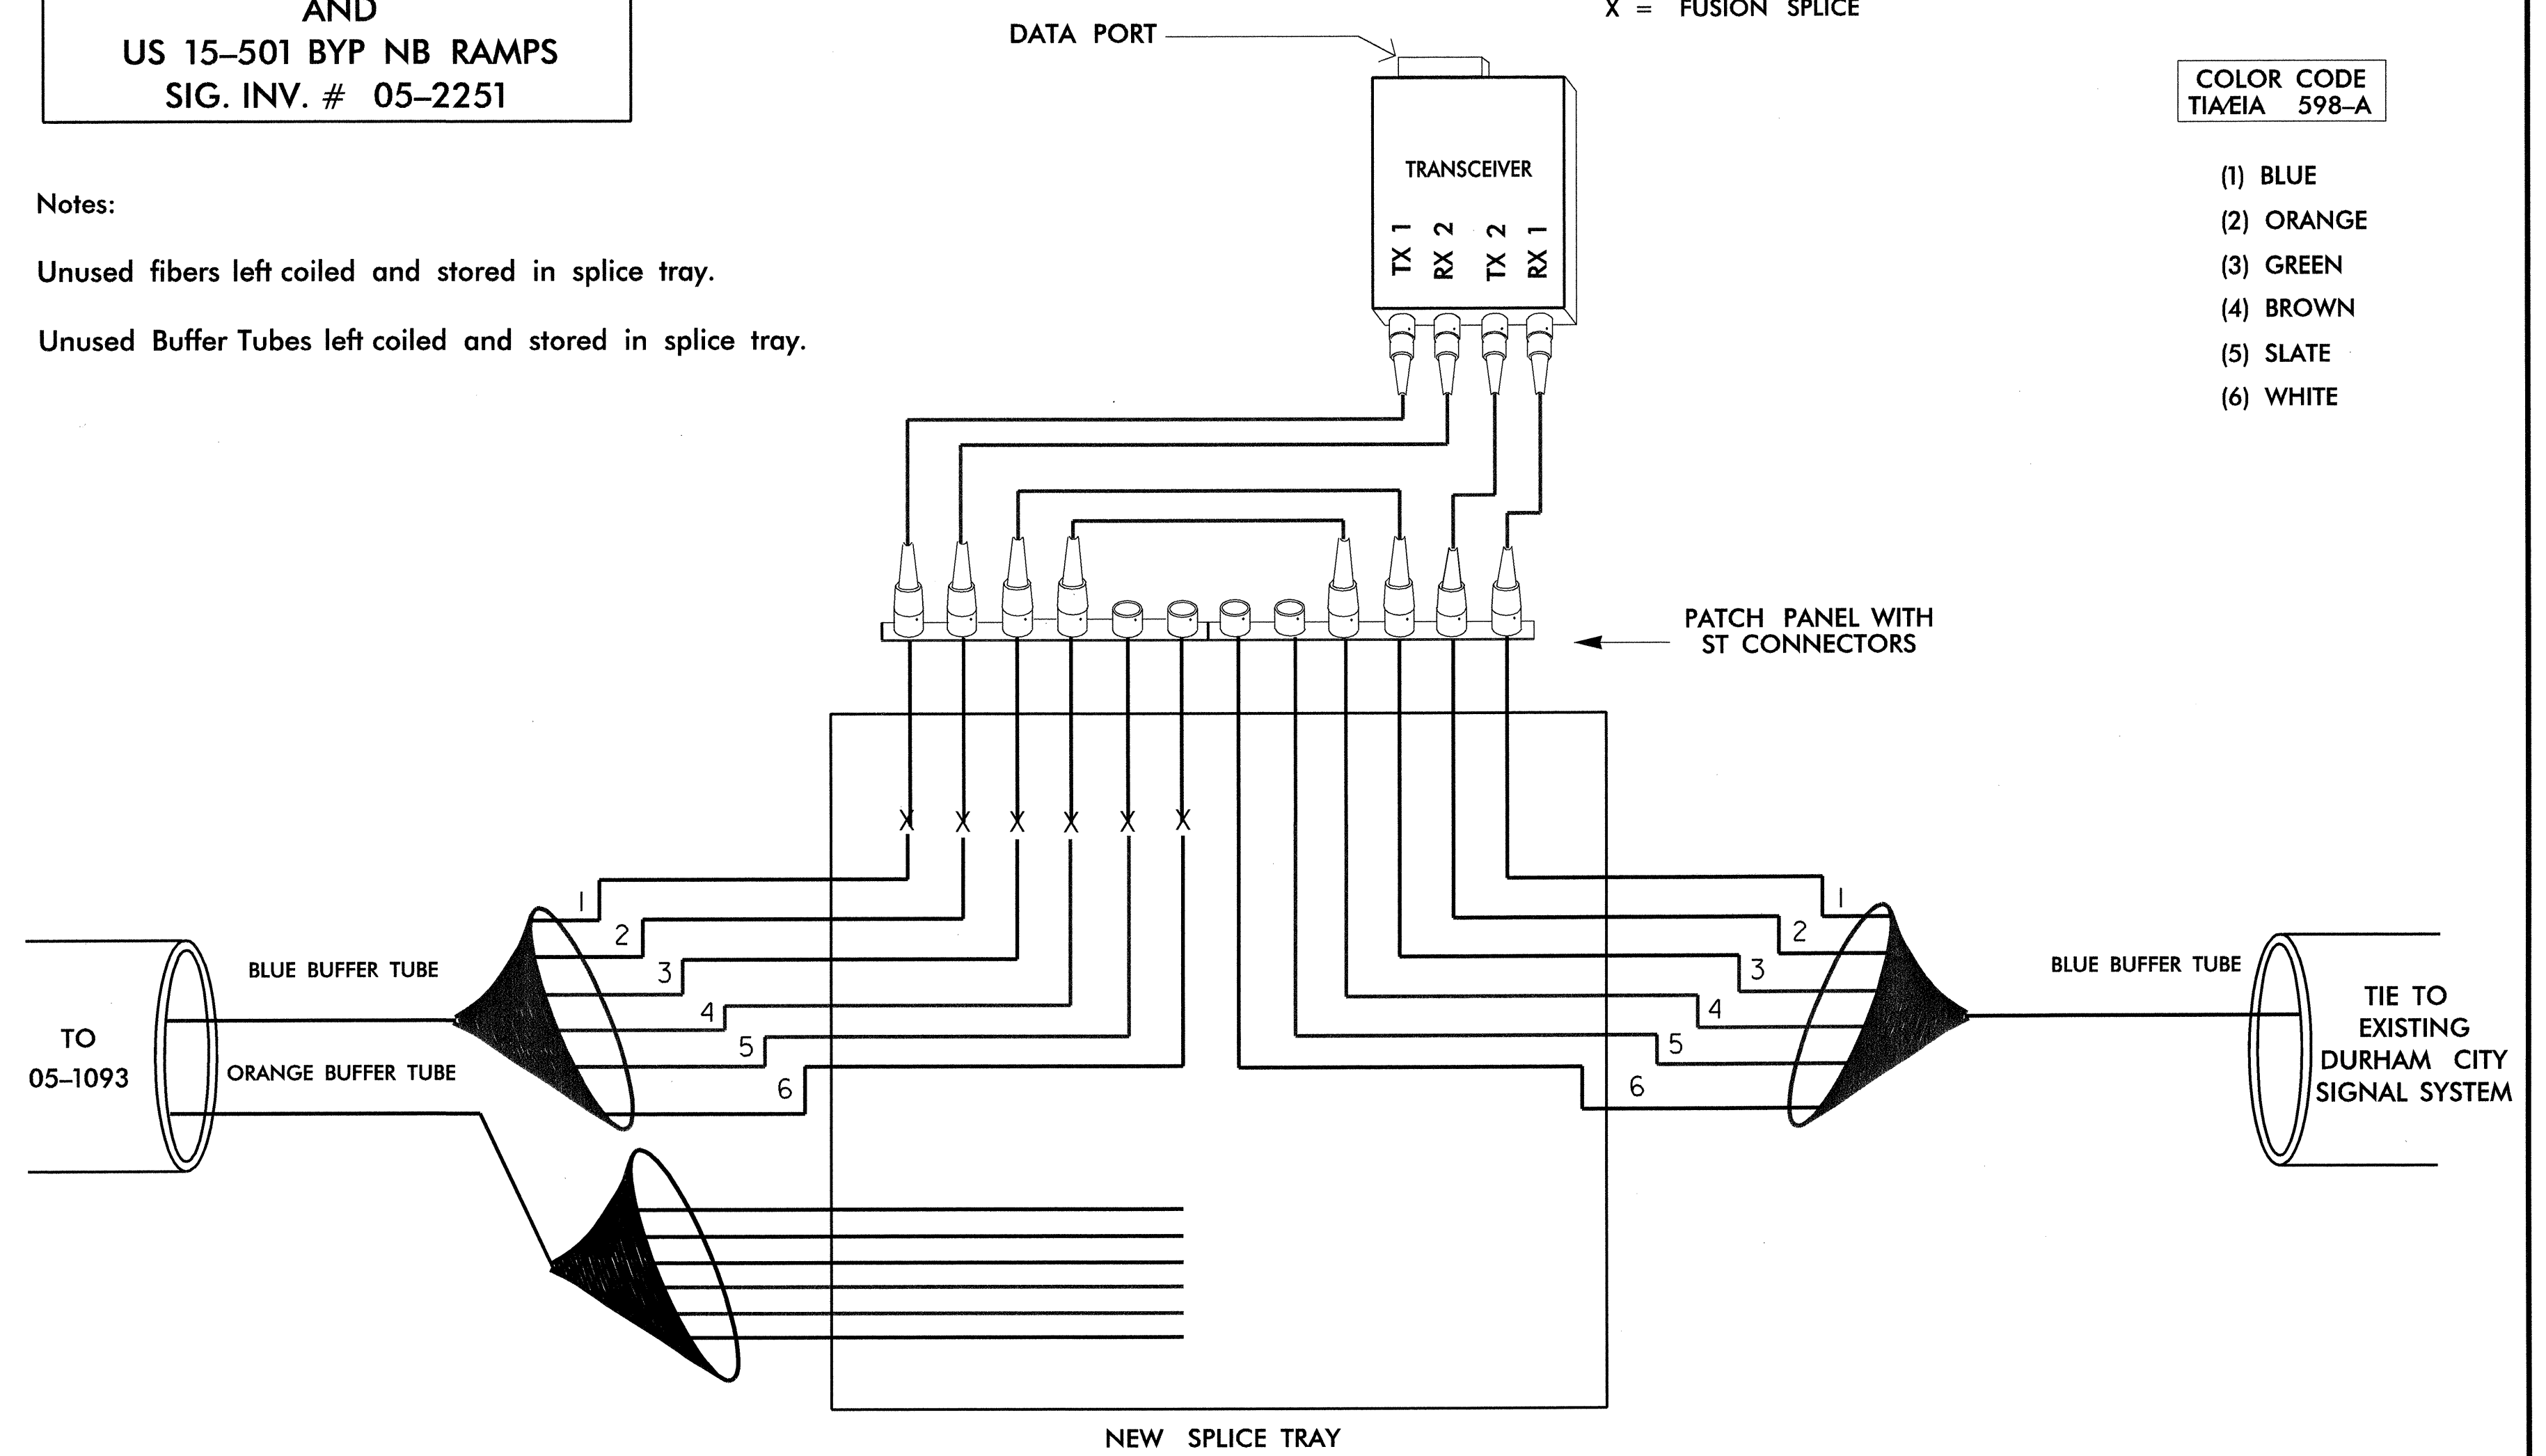 AND
US 15-501 BYP NB RAMPS
SIG. INV. # 05-2251
X = FUSION SPLICE
DATA PORT
COLOR CODE
TIA/EIA 598-A
(1) BLUE
(2) ORANGE
(3) GREEN
(4) BROWN
(5) SLATE
(6) WHITE
Notes:
Unused fibers left coiled and stored in splice tray.
Unused Buffer Tubes left coiled and stored in splice tray.
TRANSCEIVER
TX 1
RX 2
TX 2
RX 1
PATCH PANEL WITH
ST CONNECTORS
X X X X X X
1
2
3
4
5
6
1
2
3
4
5
6
BLUE BUFFER TUBE
ORANGE BUFFER TUBE
TO
05-1093
BLUE BUFFER TUBE
TIE TO
EXISTING
DURHAM CITY
SIGNAL SYSTEM
NEW SPLICE TRAY